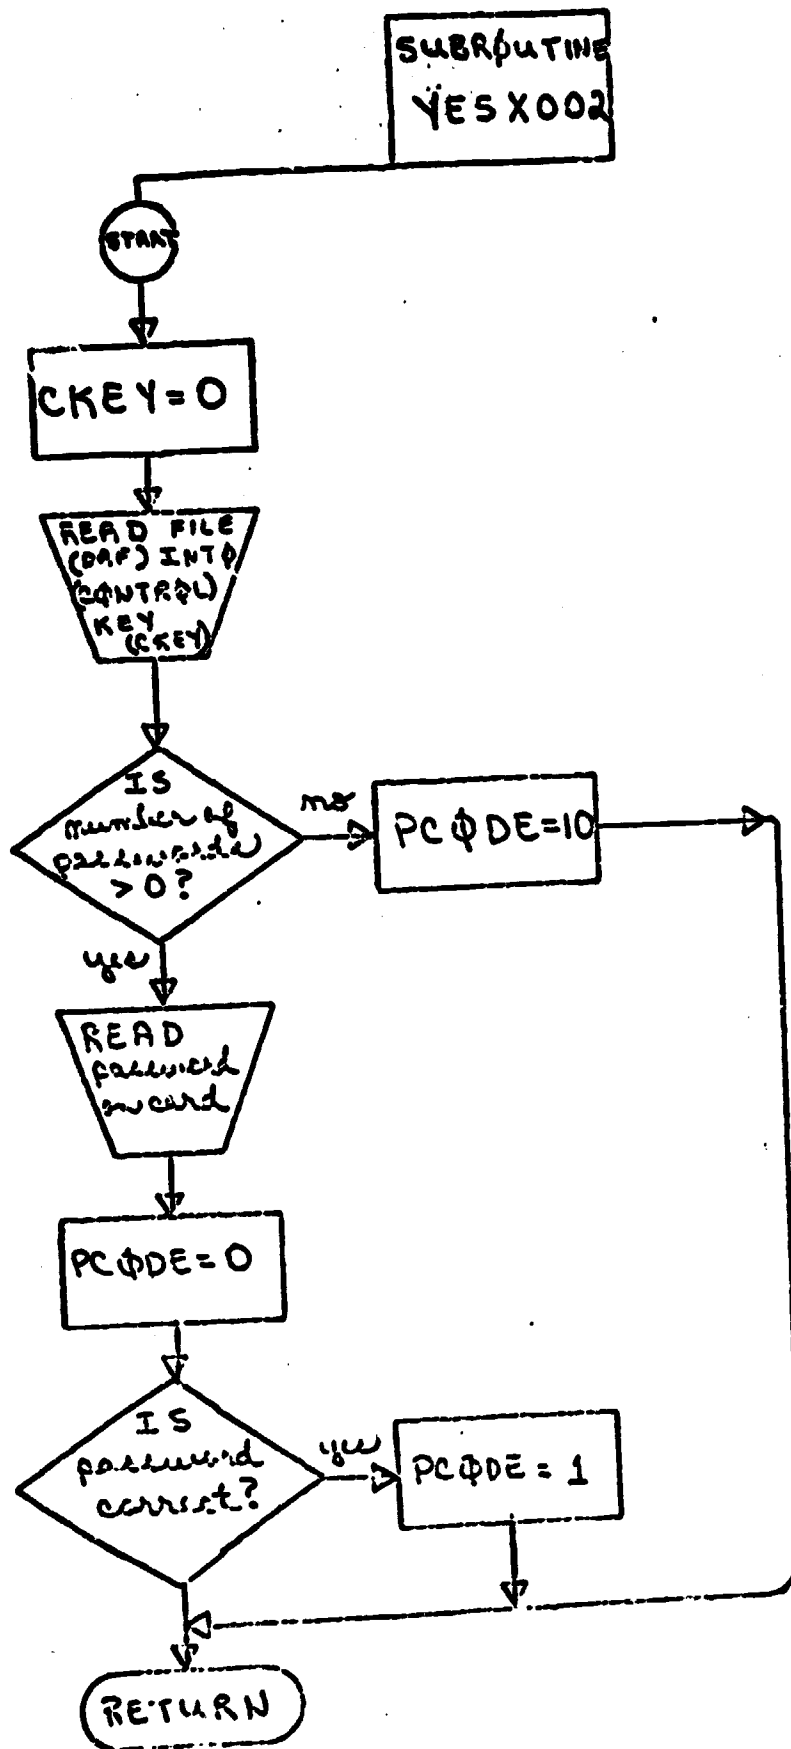 SUBRØUTINE
YESX002
START
CKEY=0
READ FILE
(DAF) INTØ
(CØNTRØL)
KEY
(CKEY)
IS
number of
passwords
> 0?
no
PCØDE=10
yes
READ
password
on card
PCØDE=0
IS
password
correct?
yes
PCØDE = 1
RETURN